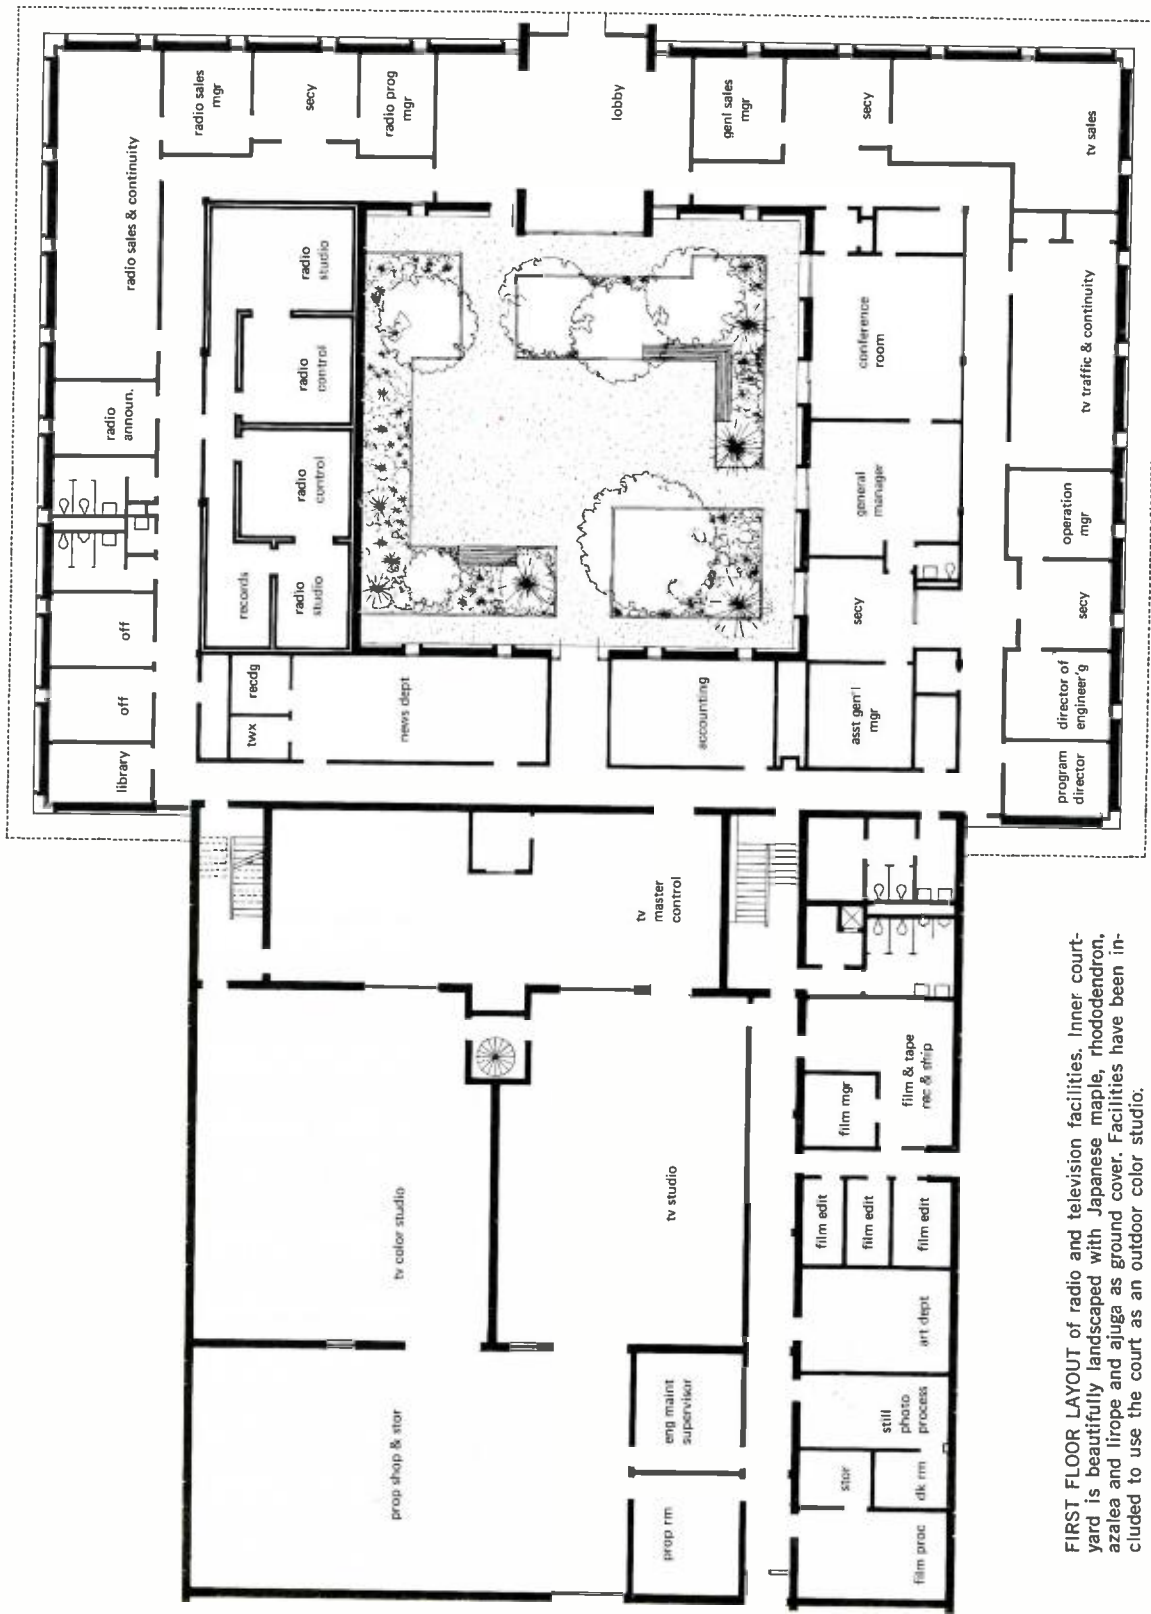 library
off
off
radio
announ.
radio sales & continuity
radio sales
mgr
secy
radio prog
mgr
twx
recdg
records
radio
studio
radio
control
radio
control
radio
studio
prop shop & stor
tv color studio
news dept
lobby
prop rm
eng maint
supervisor
tv studio
tv
master
control
accounting
genl sales
mgr
film proc
stor
dk rm
still
photo
process
art dept
film edit
film edit
film edit
film mgr
film & tape
rec & ship
asst gen'l
mgr
secy
general
manager
conference
room
secy
program
director
director of
engineer'g
secy
operation
mgr
tv traffic & continuity
tv sales
FIRST FLOOR LAYOUT of radio and television facilities. Inner court-
yard is beautifully landscaped with Japanese maple, rhododendron,
azalea and lirope and ajuga as ground cover. Facilities have been in-
cluded to use the court as an outdoor color studio.